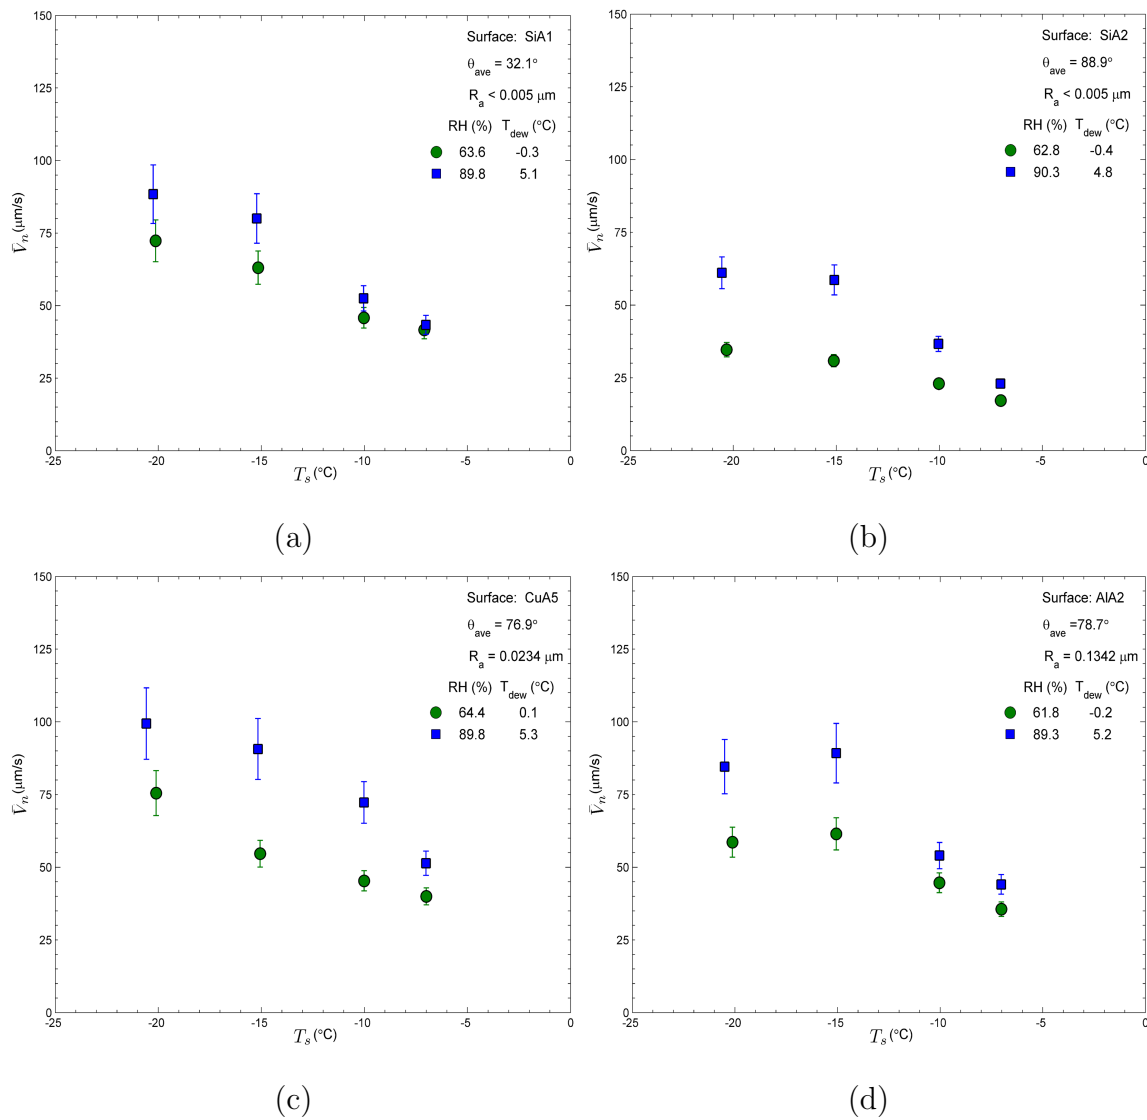 150
125
100
75
50
25
0
V̄n (μm/s)
-25 -20 -15 -10 -5 0
Ts (°C)
Surface: SiA1
θave = 32.1°
Ra < 0.005 μm
RH (%) Tdew (°C)
63.6 -0.3
89.8 5.1
(a)
150
125
100
75
50
25
0
V̄n (μm/s)
-25 -20 -15 -10 -5 0
Ts (°C)
Surface: SiA2
θave = 88.9°
Ra < 0.005 μm
RH (%) Tdew (°C)
62.8 -0.4
90.3 4.8
(b)
150
125
100
75
50
25
0
V̄n (μm/s)
-25 -20 -15 -10 -5 0
Ts (°C)
Surface: CuA5
θave = 76.9°
Ra = 0.0234 μm
RH (%) Tdew (°C)
64.4 0.1
89.8 5.3
(c)
150
125
100
75
50
25
0
V̄n (μm/s)
-25 -20 -15 -10 -5 0
Ts (°C)
Surface: AlA2
θave =78.7°
Ra = 0.1342 μm
RH (%) Tdew (°C)
61.8 -0.2
89.3 5.2
(d)